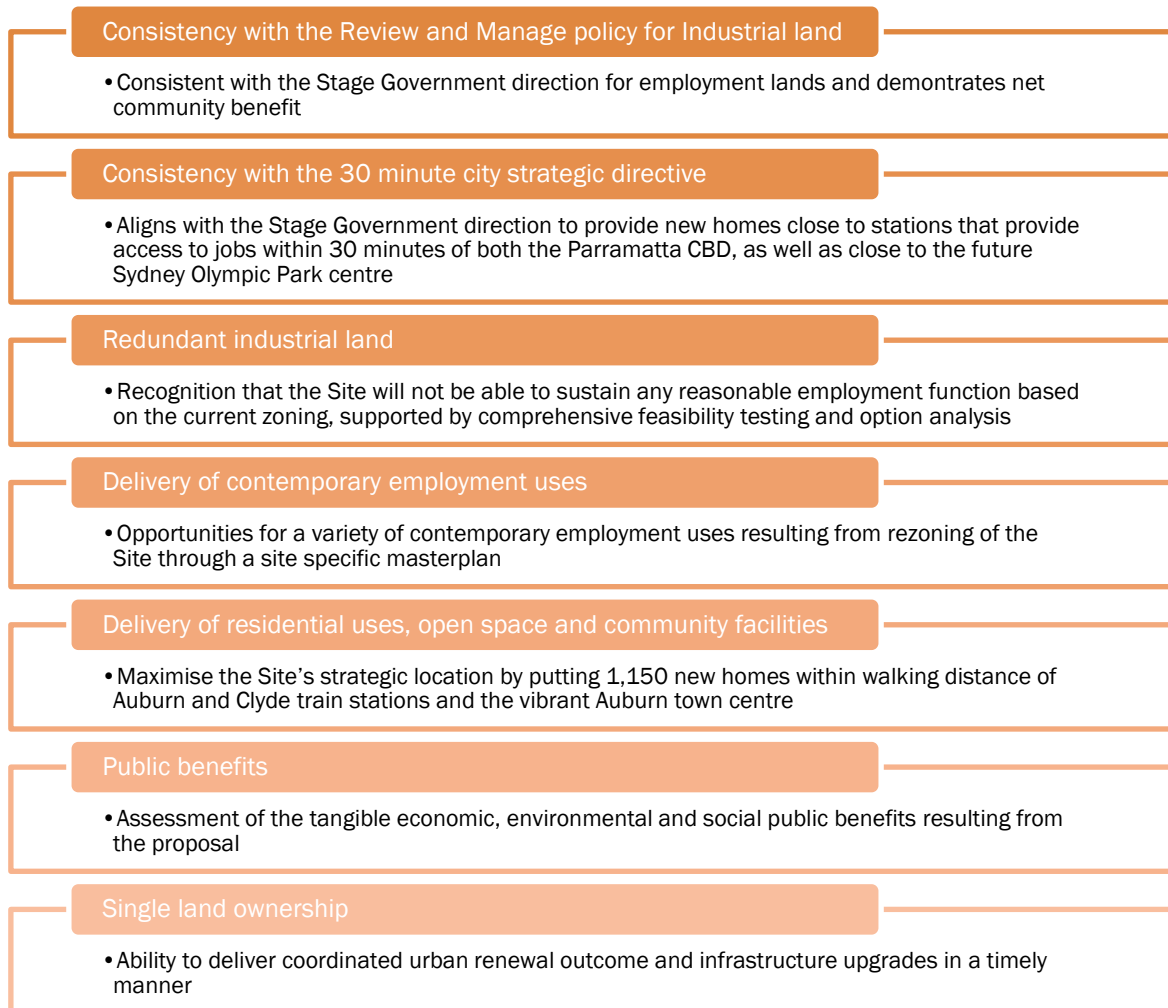 Consistency with the Review and Manage policy for Industrial land
•Consistent with the Stage Government direction for employment lands and demontrates net
community benefit
Consistency with the 30 minute city strategic directive
•Aligns with the Stage Government direction to provide new homes close to stations that provide
access to jobs within 30 minutes of both the Parramatta CBD, as well as close to the future
Sydney Olympic Park centre
Redundant industrial land
•Recognition that the Site will not be able to sustain any reasonable employment function based
on the current zoning, supported by comprehensive feasibility testing and option analysis
Delivery of contemporary employment uses
•Opportunities for a variety of contemporary employment uses resulting from rezoning of the
Site through a site specific masterplan
Delivery of residential uses, open space and community facilities
•Maximise the Site's strategic location by putting 1,150 new homes within walking distance of
Auburn and Clyde train stations and the vibrant Auburn town centre
Public benefits
•Assessment of the tangible economic, environmental and social public benefits resulting from
the proposal
Single land ownership
•Ability to deliver coordinated urban renewal outcome and infrastructure upgrades in a timely
manner